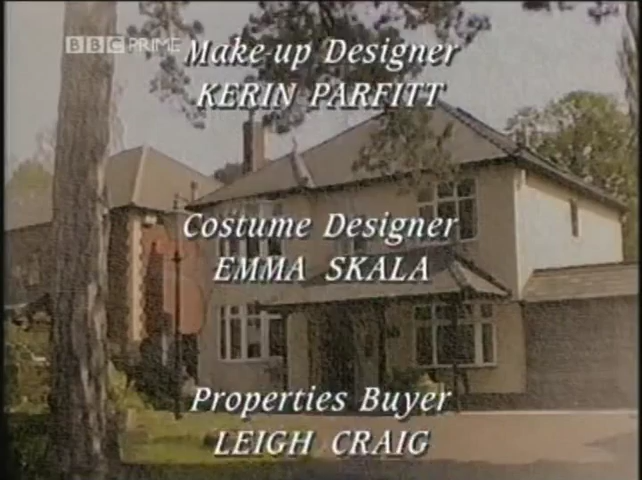 BBC PRIME
Make-up Designer
KERIN PARFITT
Costume Designer
EMMA SKALA
Properties Buyer
LEIGH CRAIG